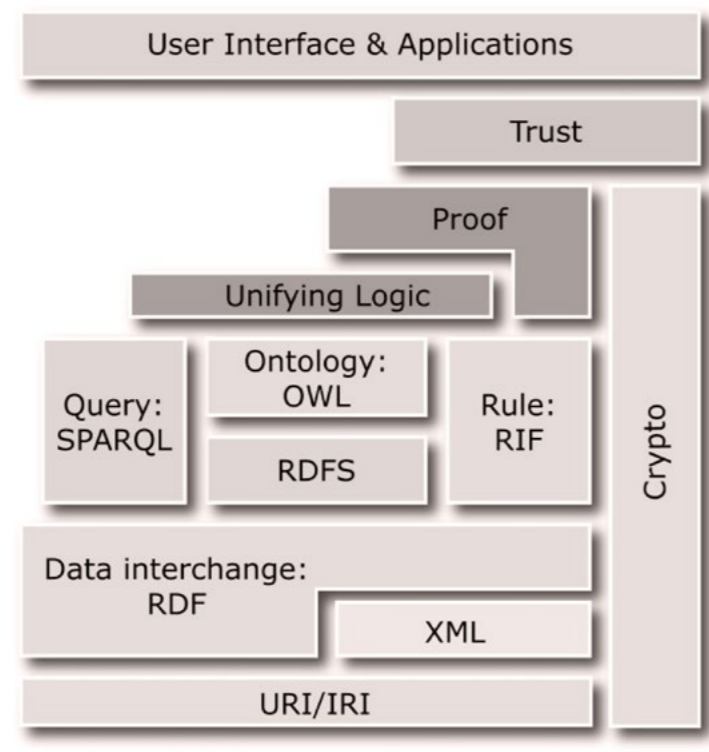 User Interface & Applications
Trust
Proof
Unifying Logic
Query:
SPARQL
Ontology:
OWL
RDFS
Rule:
RIF
Crypto
Data interchange:
RDF
XML
URI/IRI